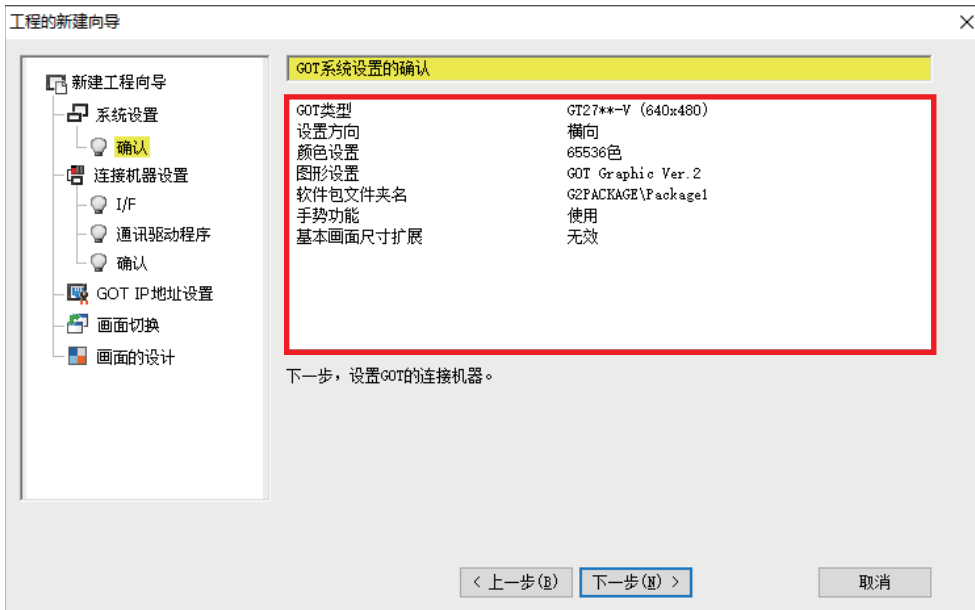 工程的新建向导
新建工程向导
系统设置
确认
连接机器设置
I/F
通讯驱动程序
确认
GOT IP地址设置
画面切换
画面的设计
GOT系统设置的确认
GOT类型 GT27**-V (640x480)
设置方向 横向
颜色设置 65536色
图形设置 GOT Graphic Ver.2
软件包文件夹名 G2PACKAGE\Package1
手势功能 使用
基本画面尺寸扩展 无效
下一步，设置GOT的连接机器。
< 上一步(B) 下一步(N) > 取消